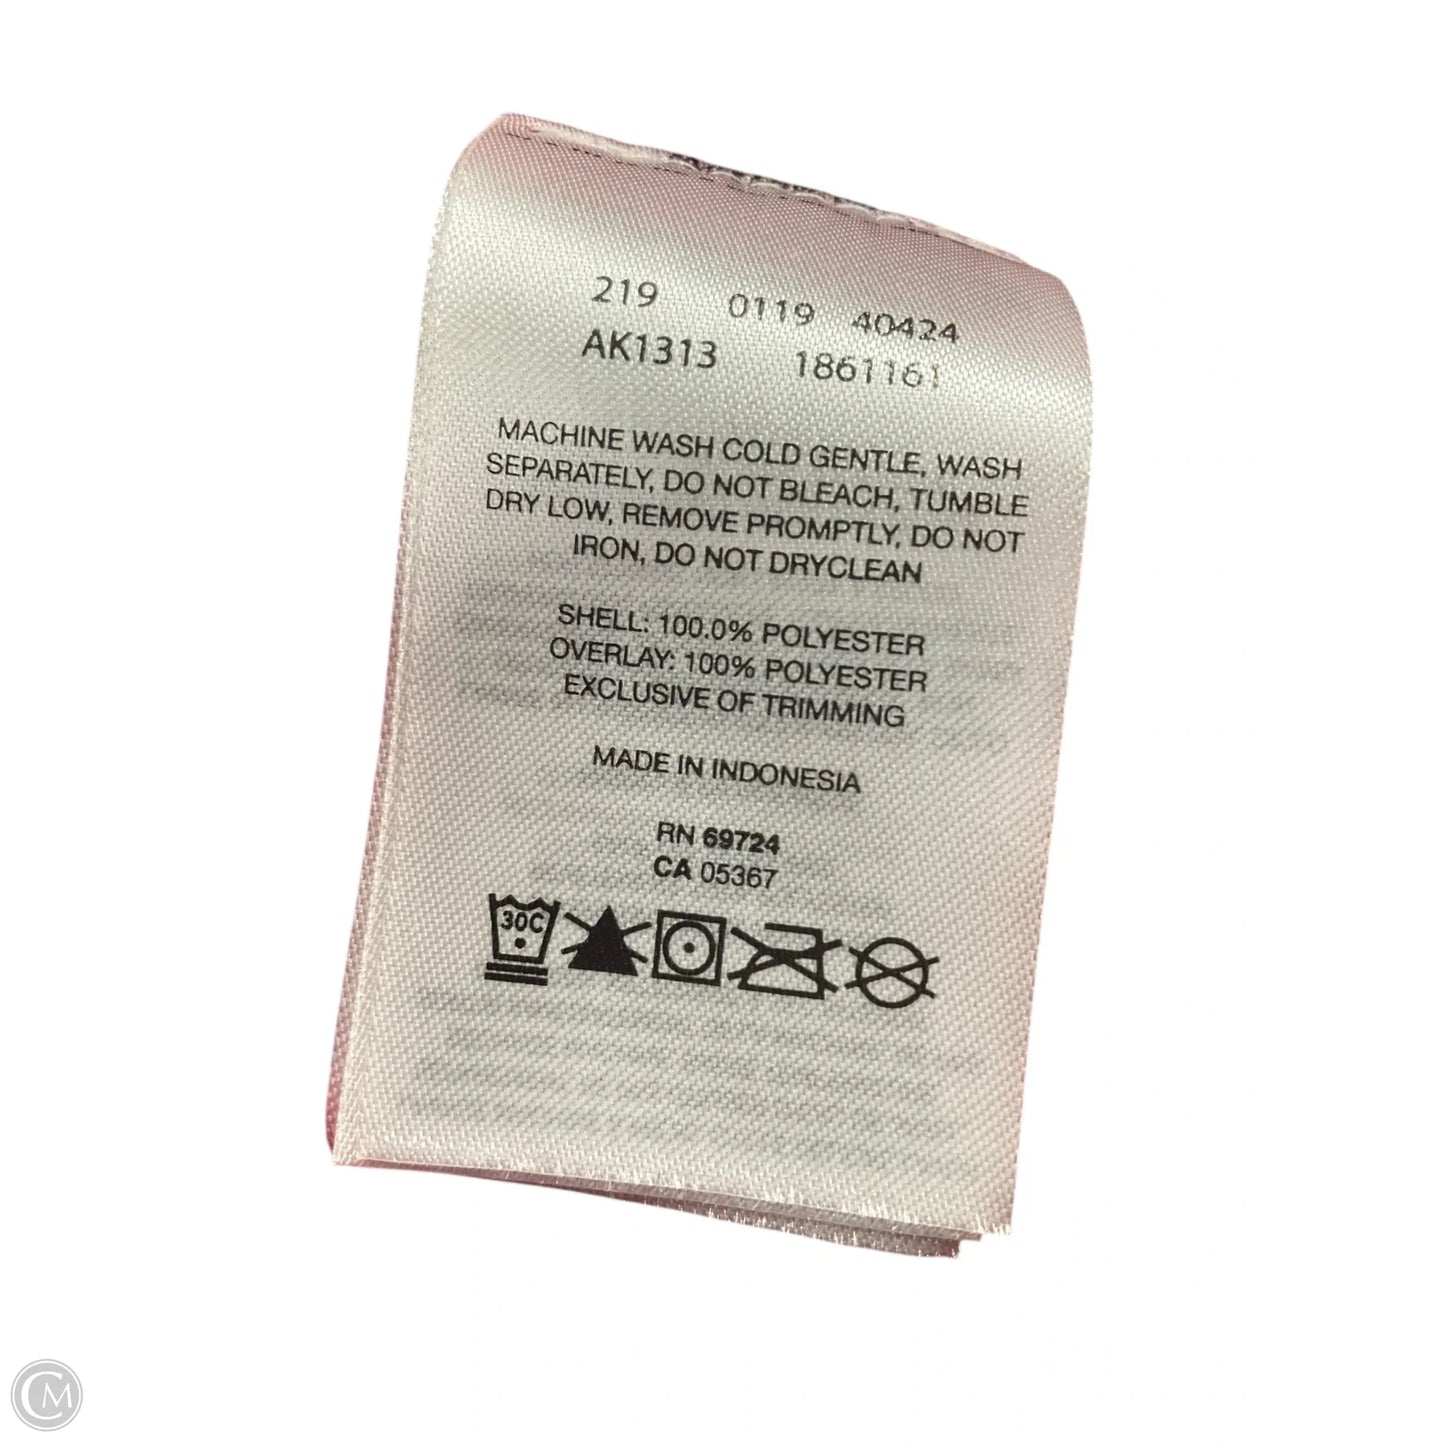 219 0119 40424
AK1313 1861161
MACHINE WASH COLD GENTLE, WASH
SEPARATELY, DO NOT BLEACH, TUMBLE
DRY LOW, REMOVE PROMPTLY, DO NOT
IRON, DO NOT DRYCLEAN
SHELL: 100.0% POLYESTER
OVERLAY: 100% POLYESTER
EXCLUSIVE OF TRIMMING
MADE IN INDONESIA
RN 69724
CA 05367
30C
CM